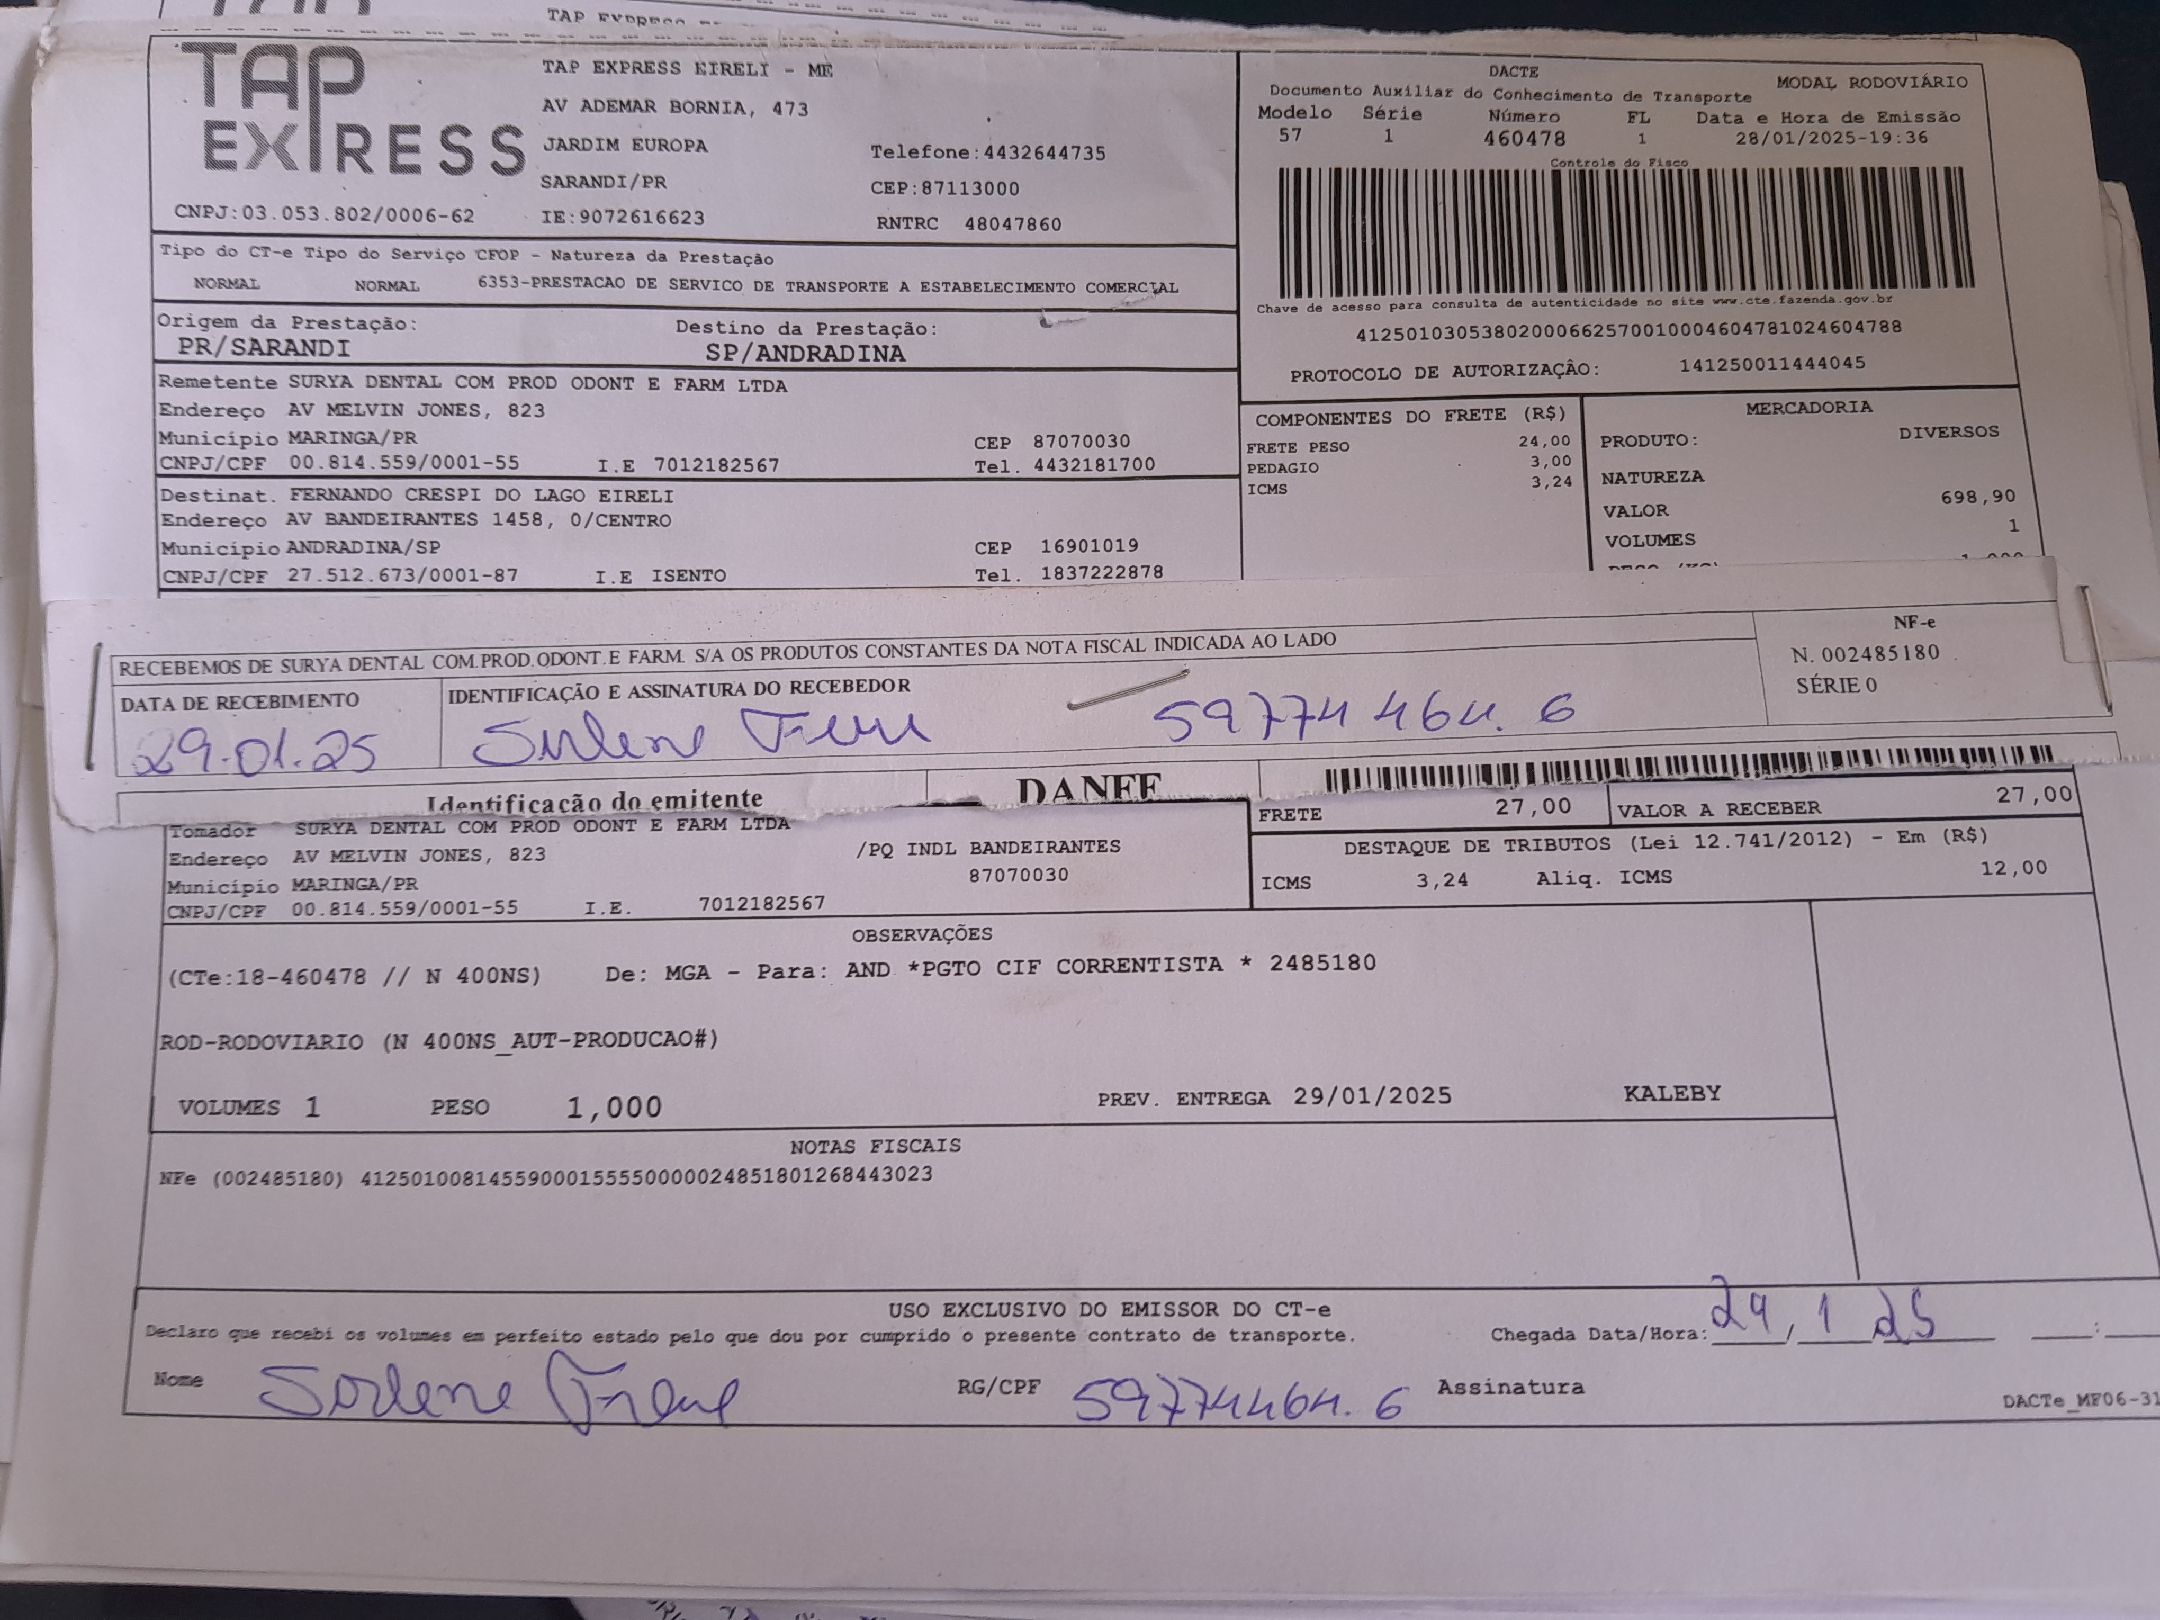 TAP EXPRESS
TAP EXPRESS EIRELI - ME
AV ADEMAR BORNIA, 473
JARDIM EUROPA Telefone:4432644735
SARANDI/PR CEP:87113000
CNPJ:03.053.802/0006-62 IE:9072616623 RNTRC 48047860
DACTE MODAL RODOVIÁRIO
Documento Auxiliar do Conhecimento de Transporte
Modelo Série Número FL Data e Hora de Emissão
57 1 460478 1 28/01/2025-19:36
Controle do Fisco
Chave de acesso para consulta de autenticidade no site www.cte.fazenda.gov.br
41250103053802000662570010004604781024604788
PROTOCOLO DE AUTORIZAÇÂO: 141250011444045
Tipo do CT-e Tipo do Serviço CFOP - Natureza da Prestação
NORMAL NORMAL 6353-PRESTACAO DE SERVICO DE TRANSPORTE A ESTABELECIMENTO COMERCIAL
Origem da Prestação: Destino da Prestação:
PR/SARANDI SP/ANDRADINA
Remetente SURYA DENTAL COM PROD ODONT E FARM LTDA
Endereço AV MELVIN JONES, 823
Município MARINGA/PR CEP 87070030
CNPJ/CPF 00.814.559/0001-55 I.E 7012182567 Tel. 4432181700
Destinat. FERNANDO CRESPI DO LAGO EIRELI
Endereço AV BANDEIRANTES 1458, 0/CENTRO
Município ANDRADINA/SP CEP 16901019
CNPJ/CPF 27.512.673/0001-87 I.E ISENTO Tel. 1837222878
COMPONENTES DO FRETE (R$)
FRETE PESO 24,00
PEDAGIO 3,00
ICMS 3,24
MERCADORIA
PRODUTO: DIVERSOS
NATUREZA
VALOR 698,90
VOLUMES 1
RECEBEMOS DE SURYA DENTAL COM.PROD.ODONT.E FARM. S/A OS PRODUTOS CONSTANTES DA NOTA FISCAL INDICADA AO LADO
NF-e
N. 002485180
SÉRIE 0
DATA DE RECEBIMENTO IDENTIFICAÇÃO E ASSINATURA DO RECEBEDOR
29.01.25 59774464.6
Identificação do emitente DANFE
FRETE 27,00 VALOR A RECEBER 27,00
Tomador SURYA DENTAL COM PROD ODONT E FARM LTDA
Endereço AV MELVIN JONES, 823 /PQ INDL BANDEIRANTES
Município MARINGA/PR 87070030
CNPJ/CPF 00.814.559/0001-55 I.E. 7012182567
DESTAQUE DE TRIBUTOS (Lei 12.741/2012) - Em (R$)
ICMS 3,24 Aliq. ICMS 12,00
OBSERVAÇÕES
(CTe:18-460478 // N 400NS) De: MGA - Para: AND *PGTO CIF CORRENTISTA * 2485180
ROD-RODOVIARIO (N 400NS_AUT-PRODUCAO#)
VOLUMES 1 PESO 1,000 PREV. ENTREGA 29/01/2025 KALEBY
NOTAS FISCAIS
NFe (002485180) 41250100814559000155550000024851801268443023
USO EXCLUSIVO DO EMISSOR DO CT-e
Declaro que recebi os volumes em perfeito estado pelo que dou por cumprido o presente contrato de transporte. Chegada Data/Hora: 29/1/25 :
Nome RG/CPF 59774464.6 Assinatura
DACTe_MF06-31